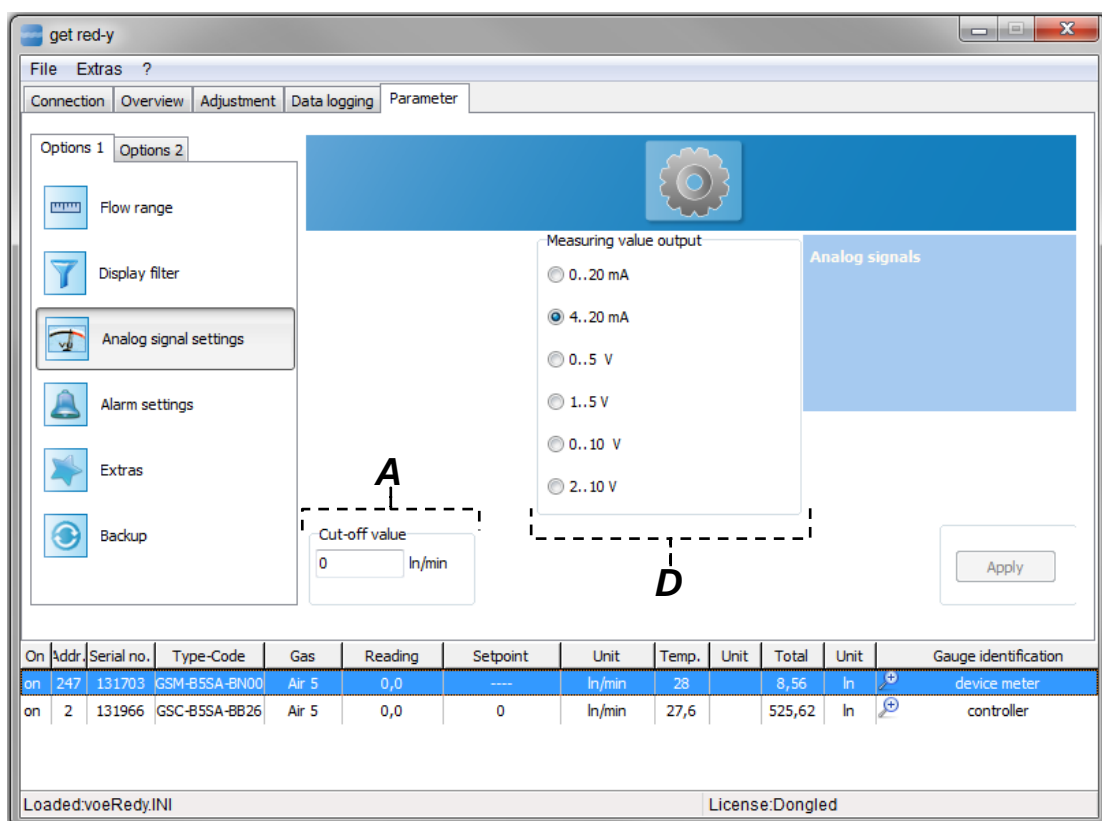 get red-y
File Extras ?
Connection Overview Adjustment Data logging Parameter
Options 1 Options 2
Flow range
Display filter
Analog signal settings
Alarm settings
Extras
Backup
Measuring value output
0..20 mA
4..20 mA
0..5 V
1..5 V
0..10 V
2..10 V
Analog signals
A
Cut-off value
0 ln/min
D
Apply
On Addr. Serial no. Type-Code Gas Reading Setpoint Unit Temp. Unit Total Unit Gauge identification
on 247 131703 GSM-B5SA-BN00 Air 5 0,0 ---- ln/min 28 8,56 ln device meter
on 2 131966 GSC-B5SA-BB26 Air 5 0,0 0 ln/min 27,6 525,62 ln controller
Loaded:voeRedy.INI License:Dongled